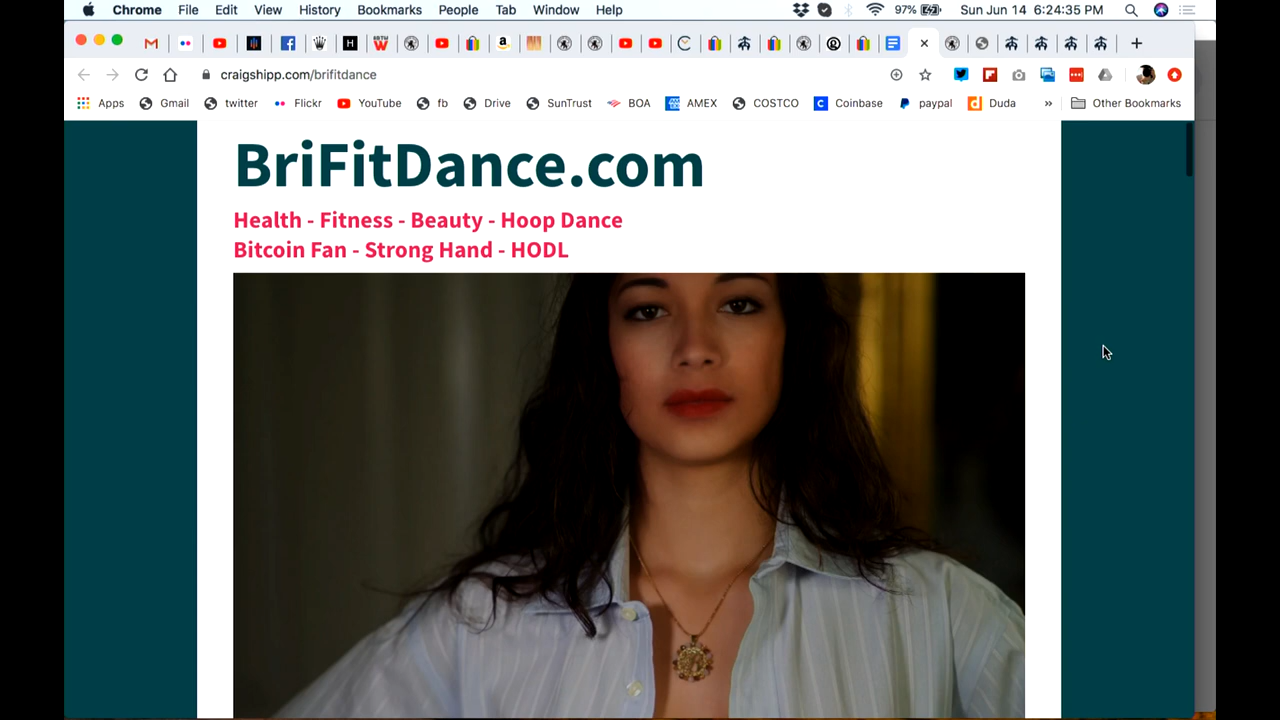 Chrome File Edit View History Bookmarks People Tab Window Help 97% Sun Jun 14 6:24:35 PM
craigshipp.com/brifitdance
Apps Gmail twitter Flickr YouTube fb Drive SunTrust BOA AMEX COSTCO Coinbase paypal Duda » Other Bookmarks
BriFitDance.com
Health - Fitness - Beauty - Hoop Dance
Bitcoin Fan - Strong Hand - HODL